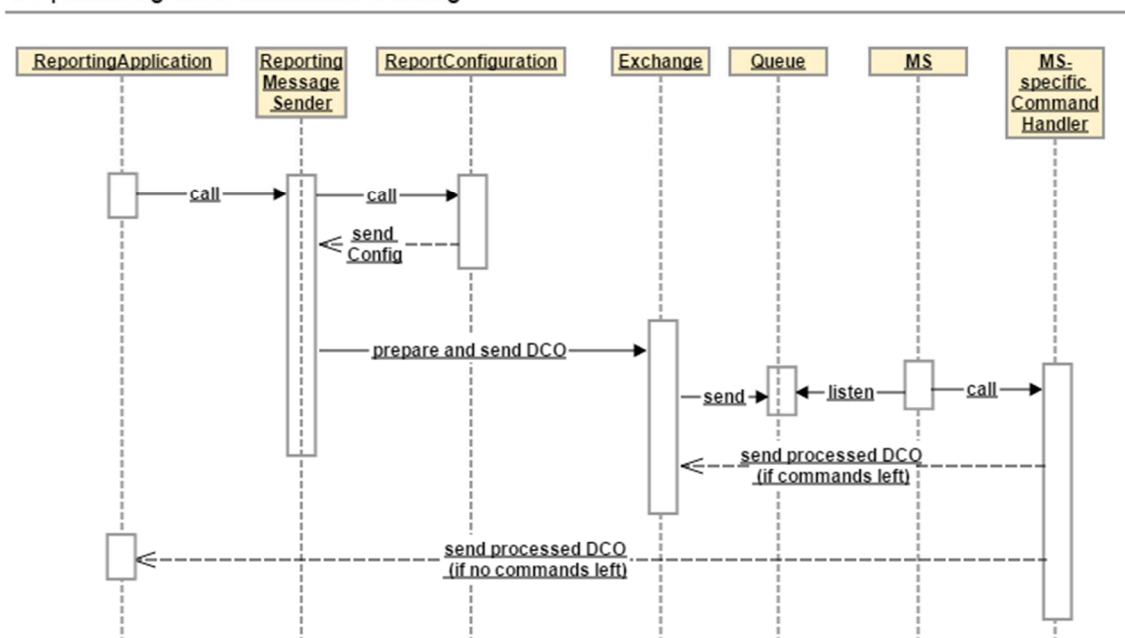 ReportingApplication
Reporting
Message
Sender
ReportConfiguration
Exchange
Queue
MS
MS-
specific
Command
Handler
call
call
send
Config
prepare and send DCO
send
listen
call
send processed DCO
(if commands left)
send processed DCO
(if no commands left)